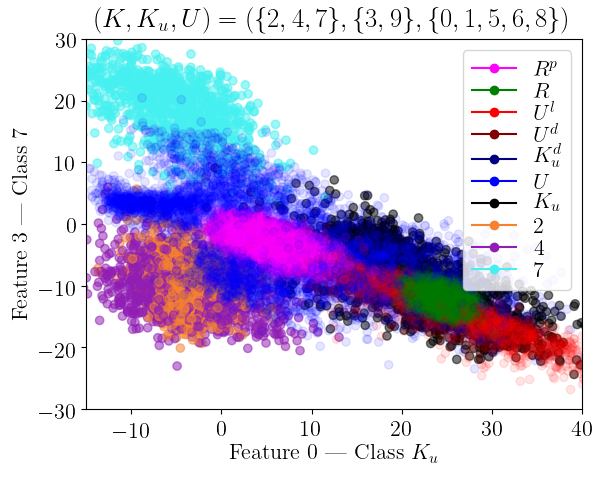 (K, K_u, U) = ({2, 4, 7}, {3, 9}, {0, 1, 5, 6, 8})
Feature 3 — Class 7
30
20
10
0
−10
−20
−30
−10
0
10
20
30
40
Feature 0 — Class K_u
R^p
R
U^l
U^d
K_u^d
U
K_u
2
4
7